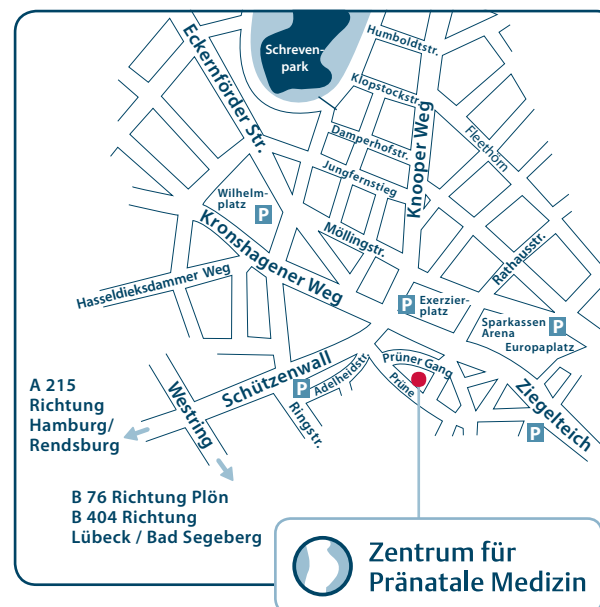 Schreven-
park
Humboldtstr.
Eckernförder Str.
Klopstockstr.
Fleethörn
Damperhofstr.
Knooper Weg
Jungfernstieg
Wilhelm-
platz
P
Kronshagener Weg
Möllingstr.
Rathausstr.
Hasseldieksdammer Weg
P
Exerzier-
platz
Sparkassen
Arena
P
Europaplatz
Prüner Gang
Prüne
Schützenwall
P
Adelheidstr.
Ringstr.
Westring
Ziegelteich
P
A 215
Richtung
Hamburg/
Rendsburg
B 76 Richtung Plön
B 404 Richtung
Lübeck / Bad Segeberg
Zentrum für
Pränatale Medizin